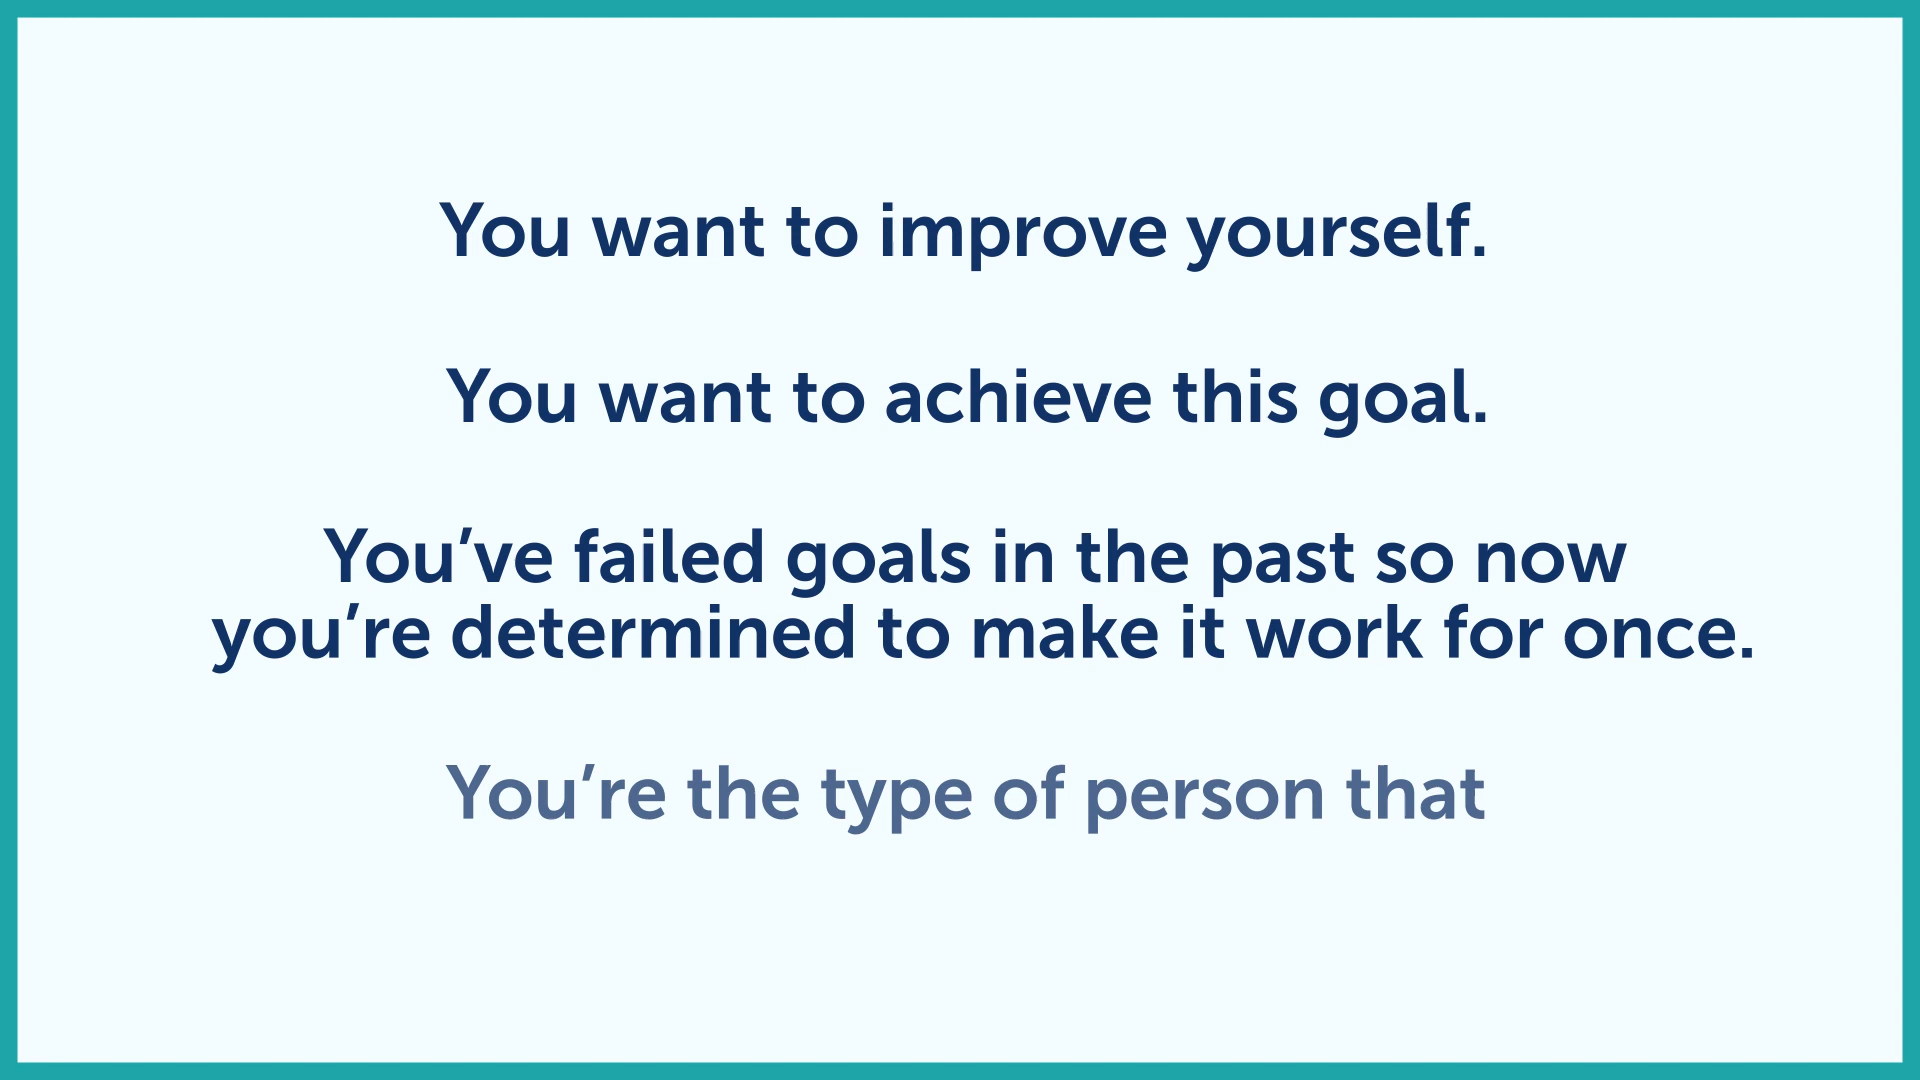 You want to improve yourself.
You want to achieve this goal.
You’ve failed goals in the past so now
you’re determined to make it work for once.
You’re the type of person that